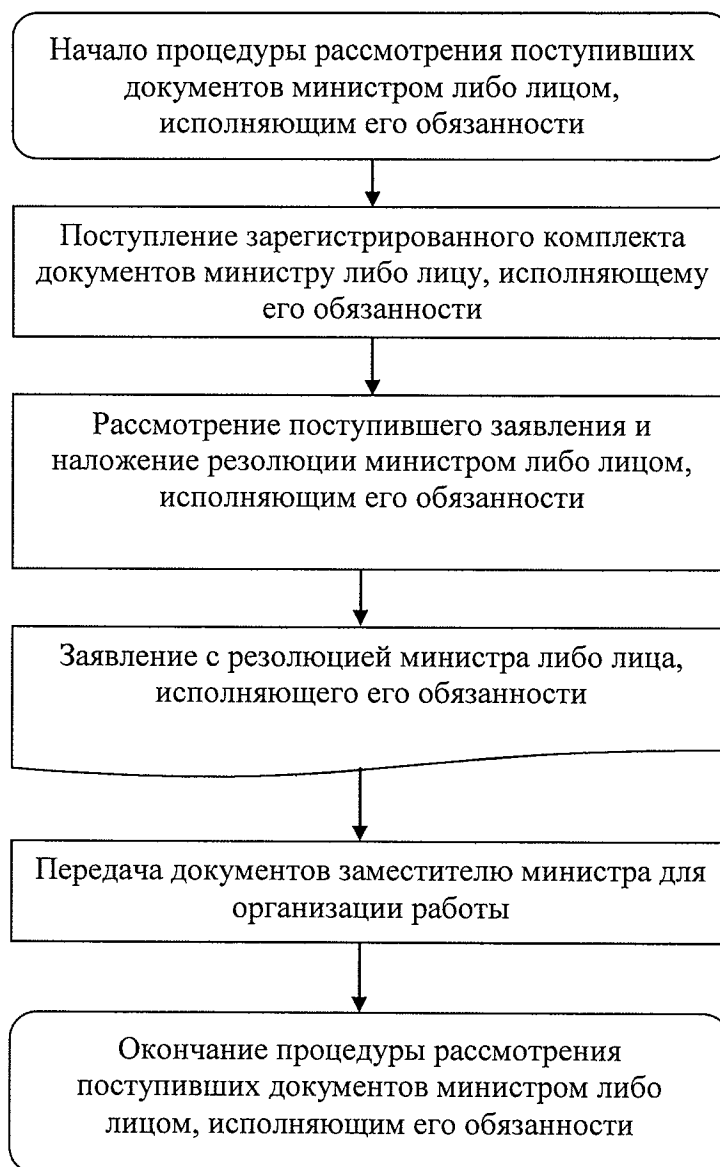 Начало процедуры рассмотрения поступивших
документов министром либо лицом,
исполняющим его обязанности
Поступление зарегистрированного комплекта
документов министру либо лицу, исполняющему
его обязанности
Рассмотрение поступившего заявления и
наложение резолюции министром либо лицом,
исполняющим его обязанности
Заявление с резолюцией министра либо лица,
исполняющего его обязанности
Передача документов заместителю министра для
организации работы
Окончание процедуры рассмотрения
поступивших документов министром либо
лицом, исполняющим его обязанности